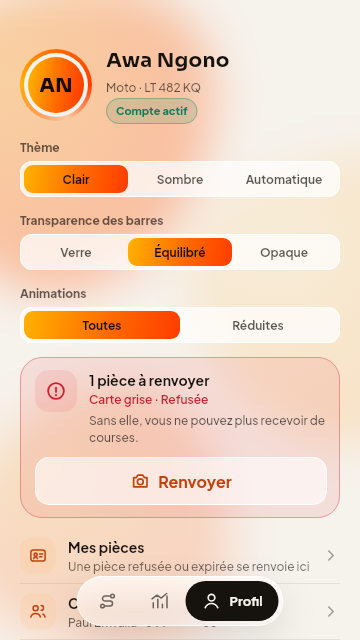 AN
Awa Ngono
Moto · LT 482 KQ
Compte actif
Thème
Clair
Sombre
Automatique
Transparence des barres
Verre
Équilibré
Opaque
Animations
Toutes
Réduites
1 pièce à renvoyer
Carte grise · Refusée
Sans elle, vous ne pouvez plus recevoir de
courses.
Renvoyer
Mes pièces
Une pièce refusée ou expirée se renvoie ici
Profil